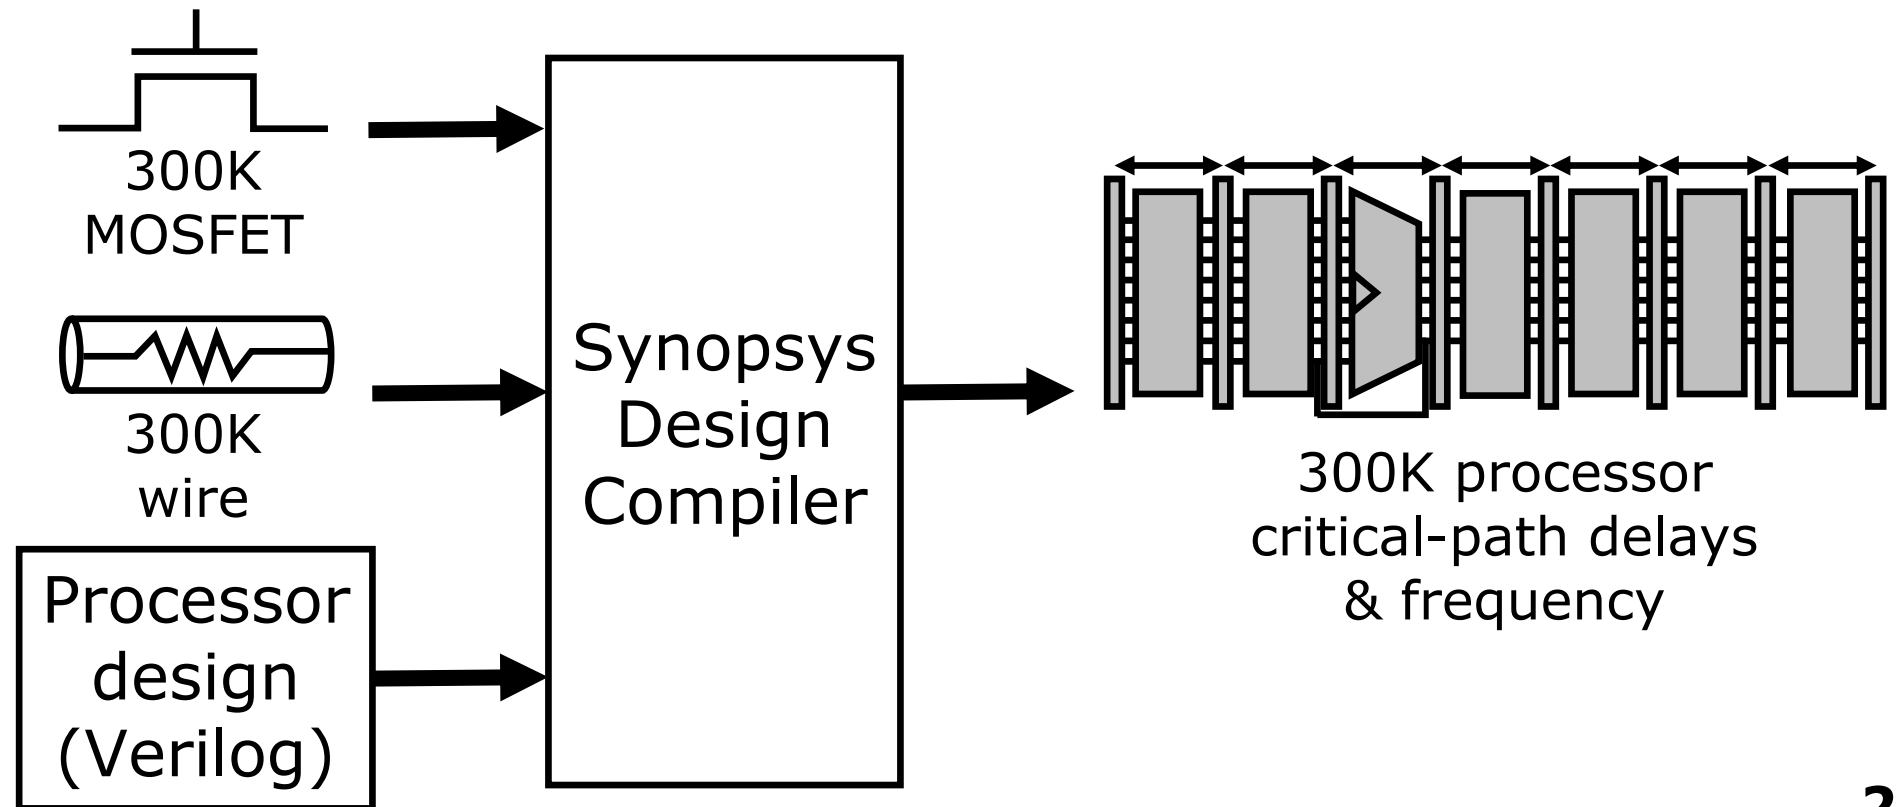 300K
MOSFET
300K
wire
Processor
design
(Verilog)
Synopsys
Design
Compiler
300K processor
critical-path delays
& frequency